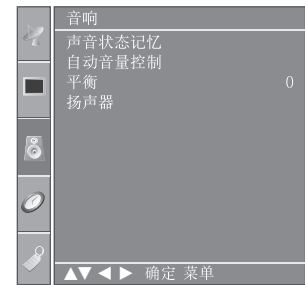 音响
声音状态记忆
自动音量控制
平衡 0
扬声器
▲▼◀▶ 确定 菜单